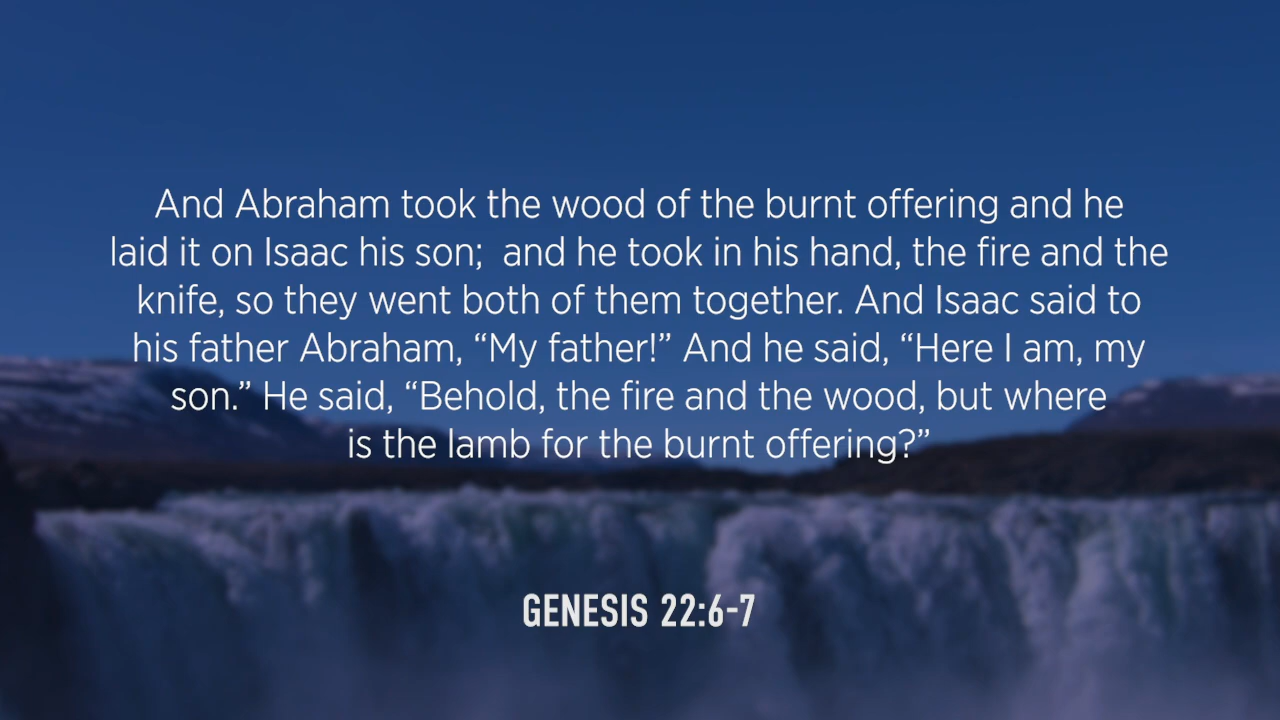 And Abraham took the wood of the burnt offering and he
laid it on Isaac his son;  and he took in his hand, the fire and the
knife, so they went both of them together. And Isaac said to
his father Abraham, “My father!” And he said, “Here I am, my
son.” He said, “Behold, the fire and the wood, but where
is the lamb for the burnt offering?”
GENESIS 22:6-7